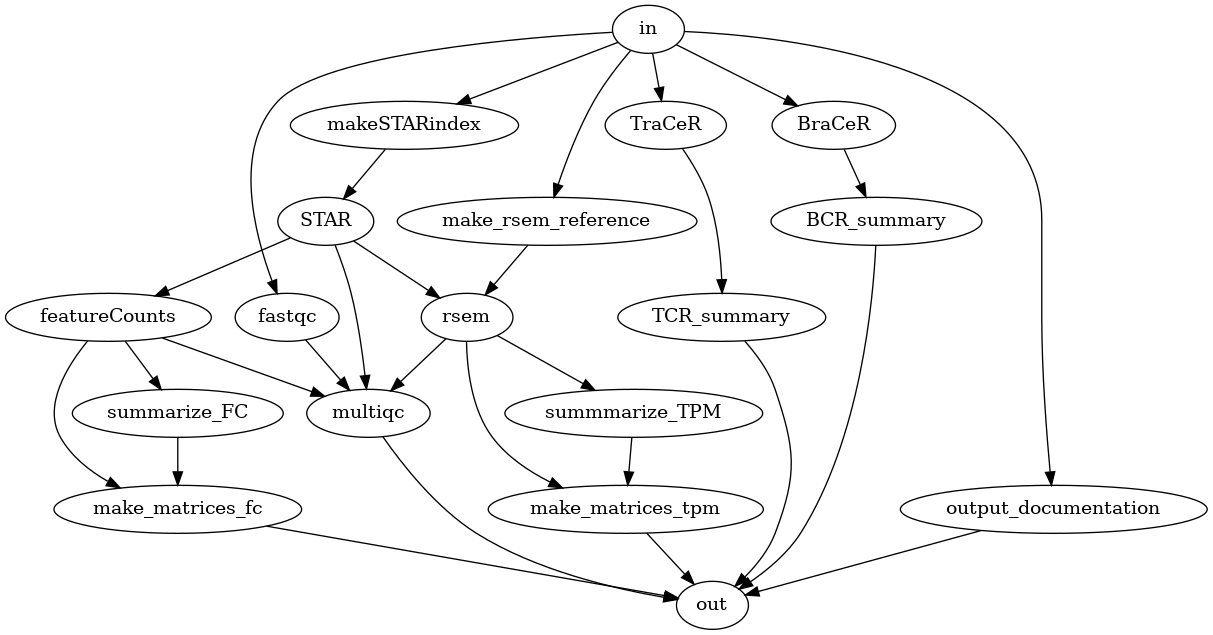 in
makeSTARindex
TraCeR
BraCeR
STAR
make_rsem_reference
BCR_summary
featureCounts
fastqc
rsem
TCR_summary
summarize_FC
multiqc
summmarize_TPM
make_matrices_fc
make_matrices_tpm
output_documentation
out